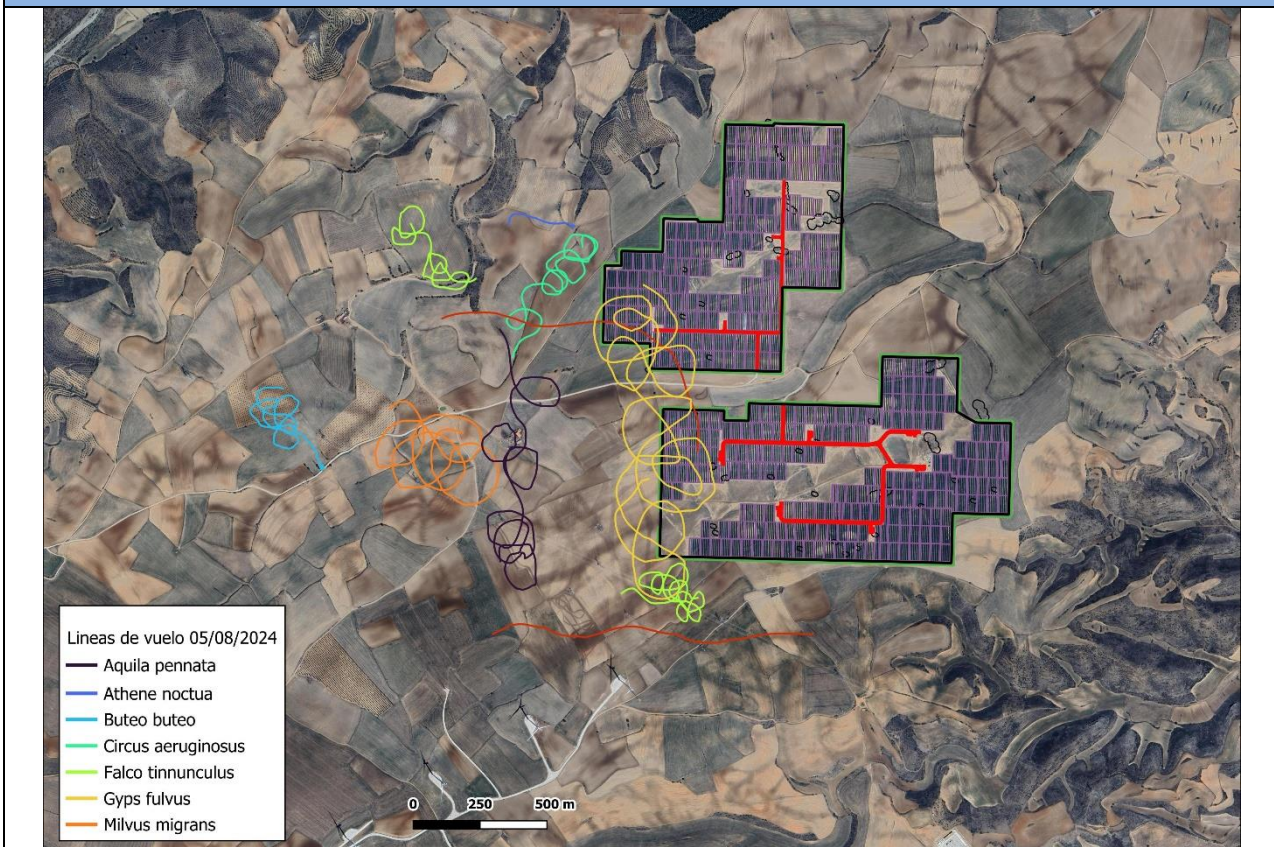 Lineas de vuelo 05/08/2024
Aquila pennata
Athene noctua
Buteo buteo
Circus aeruginosus
Falco tinnunculus
Gyps fulvus
Milvus migrans
0 250 500 m